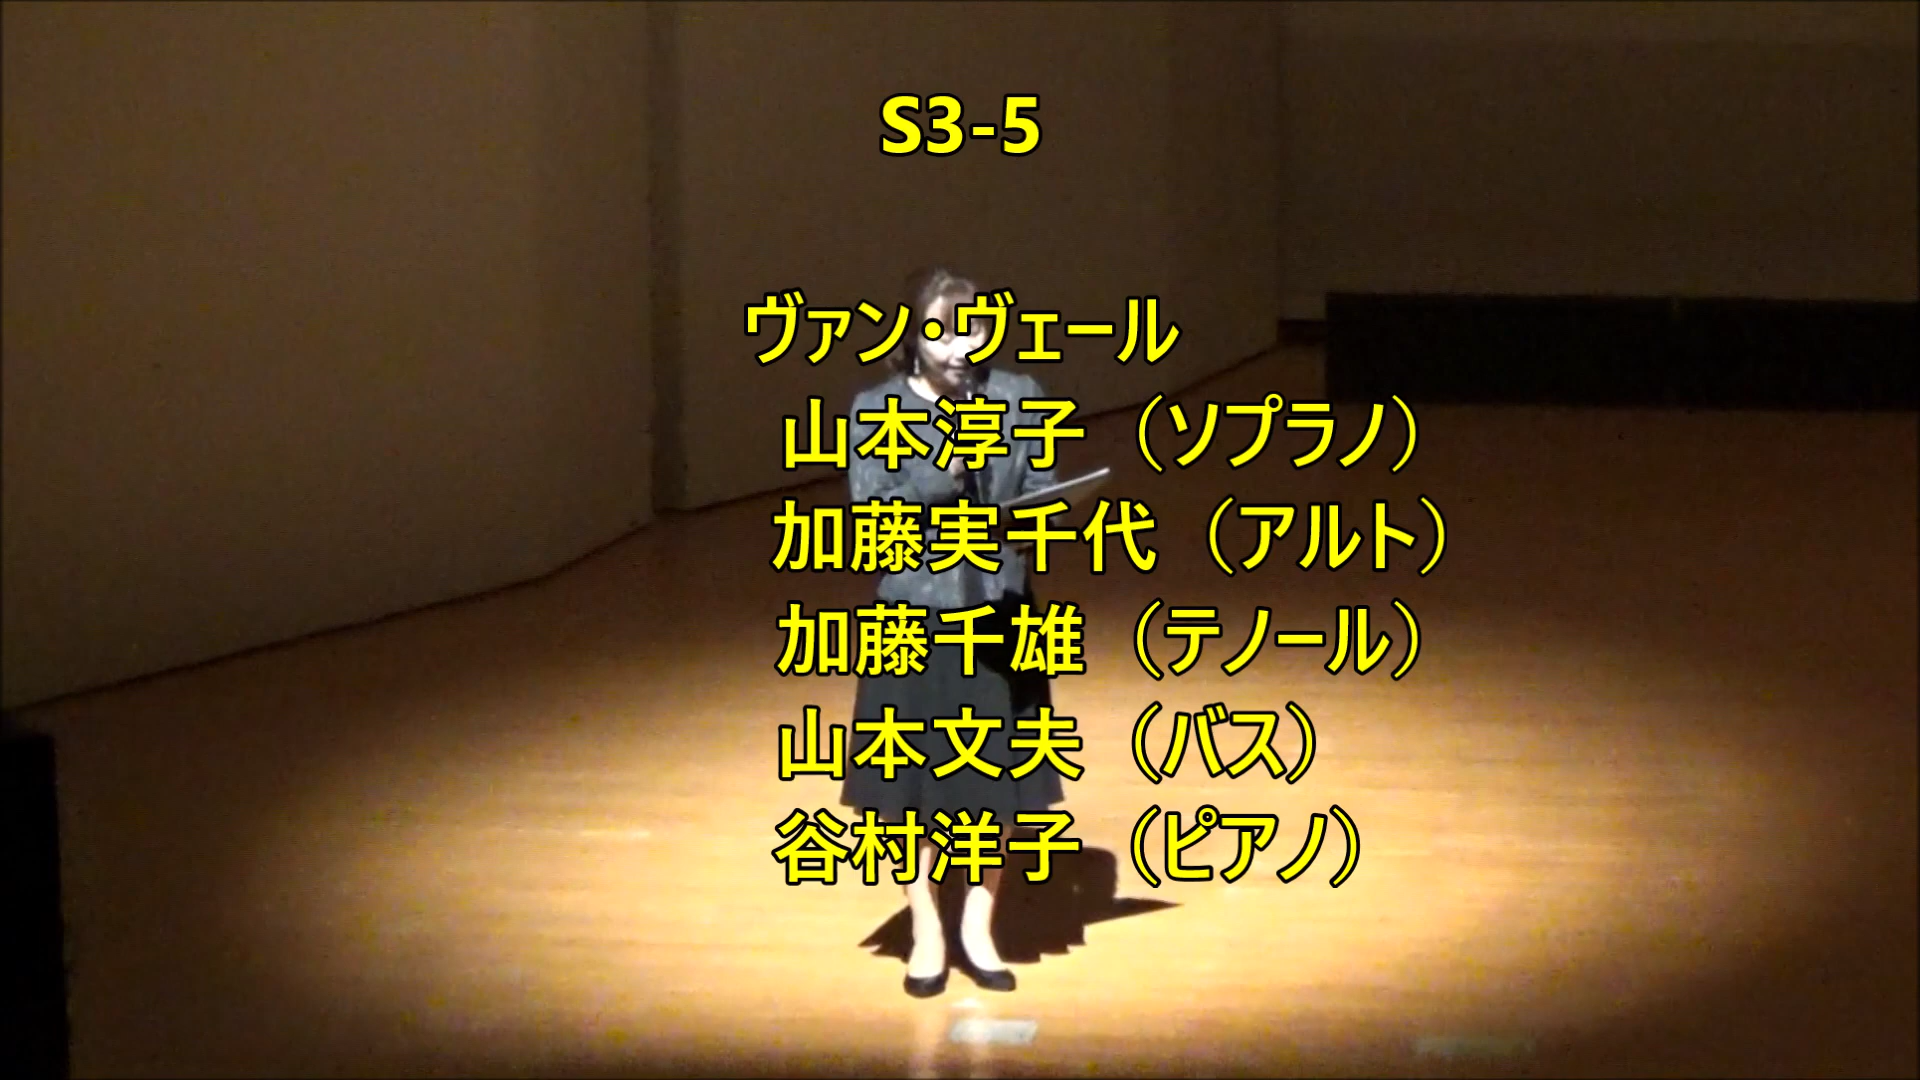 S3-5
ヴァン・ヴェール
山本淳子（ソプラノ）
加藤実千代（アルト）
加藤千雄（テノール）
山本文夫（バス）
谷村洋子（ピアノ）